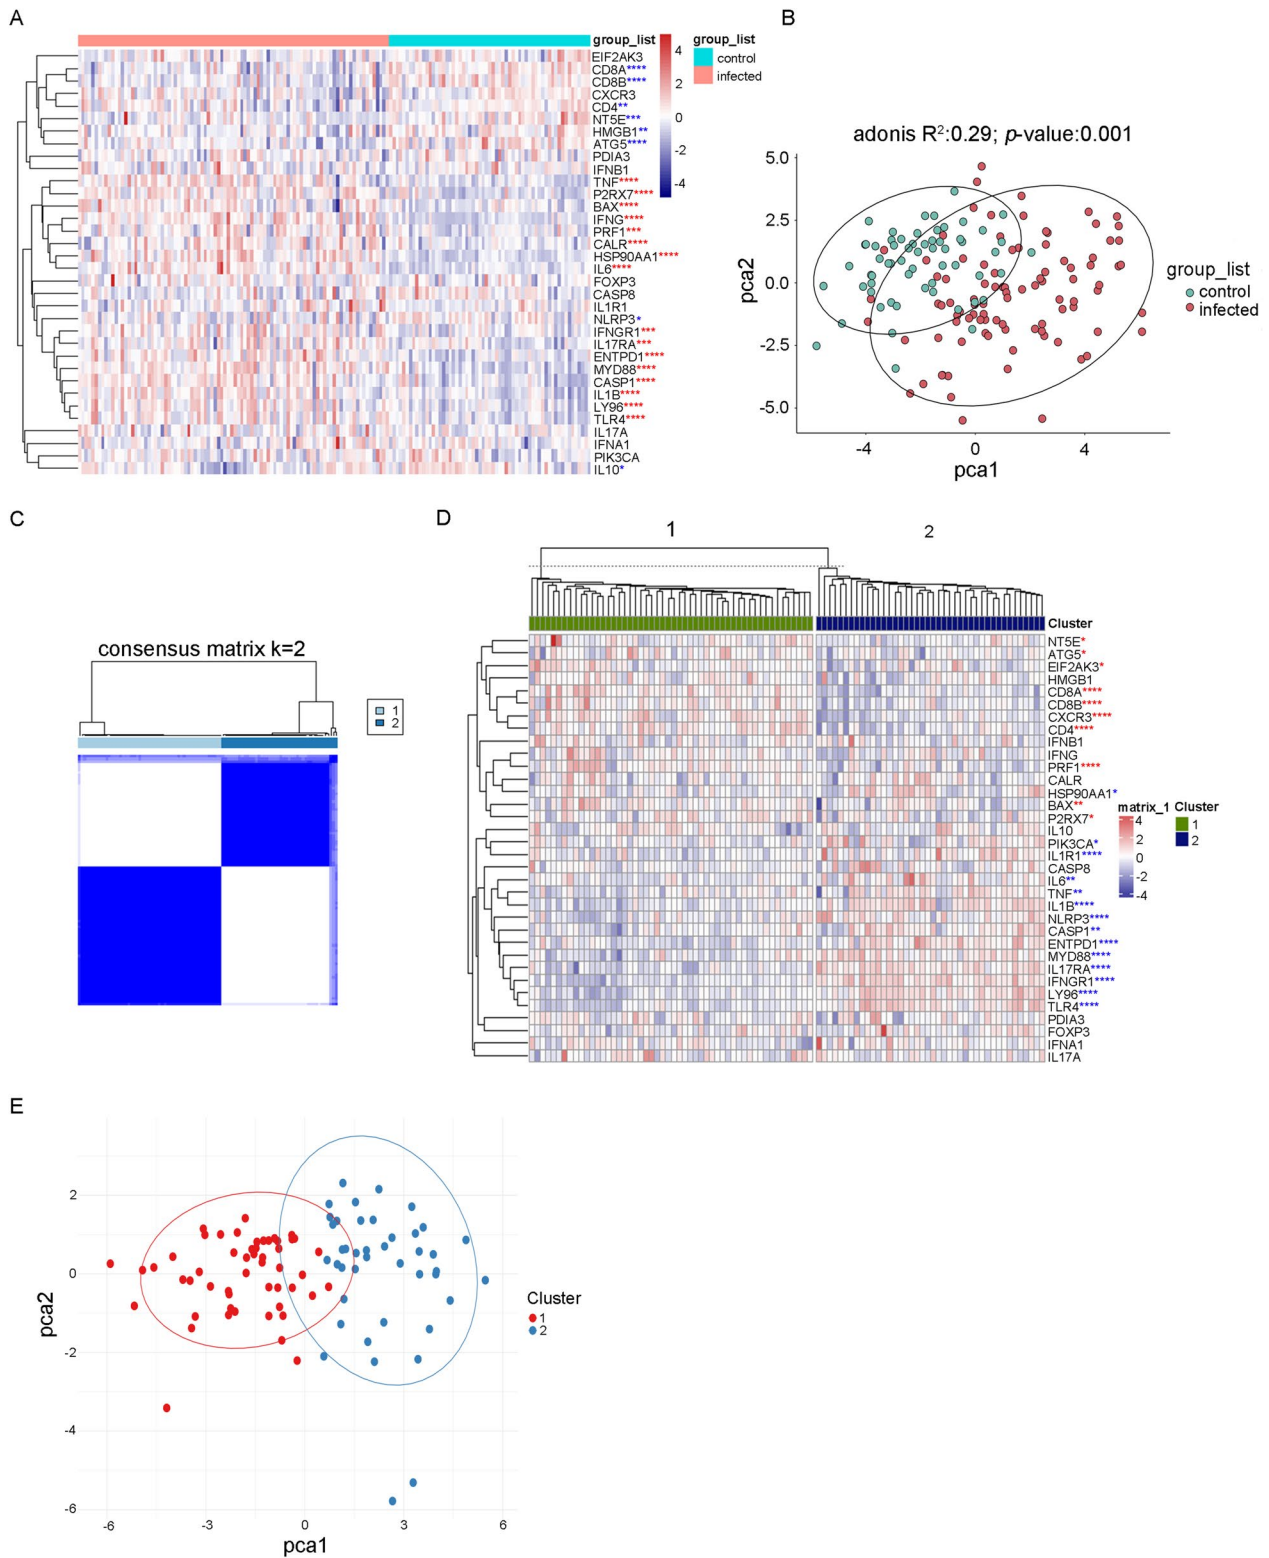 A
group_list
EIF2AK3
CD8A****
CD8B****
CXCR3
CD4**
NT5E***
HMGB1**
ATG5****
PDIA3
IFNB1
TNF****
P2RX7****
BAX****
IFNG****
PRF1***
CALR****
HSP90AA1****
IL6****
FOXP3
CASP8
IL1R1
NLRP3*
IFNGR1***
IL17RA***
ENTPD1****
MYD88****
CASP1****
IL1B****
LY96****
TLR4****
IL17A
IFNA1
PIK3CA
IL10*
4
2
0
-2
-4
group_list
control
infected
B
adonis R²:0.29; p-value:0.001
5.0
2.5
0.0
-2.5
-5.0
pca2
-4
0
4
pca1
group_list
control
infected
C
consensus matrix k=2
1
2
D
1
2
Cluster
NT5E*
ATG5*
EIF2AK3*
HMGB1
CD8A****
CD8B****
CXCR3****
CD4****
IFNB1
IFNG
PRF1****
CALR
HSP90AA1*
BAX**
P2RX7*
IL10
PIK3CA*
IL1R1****
CASP8
IL6**
TNF**
IL1B****
NLRP3****
CASP1**
ENTPD1****
MYD88****
IL17RA****
IFNGR1****
LY96****
TLR4****
PDIA3
FOXP3
IFNA1
IL17A
matrix_1
4
2
0
-2
-4
Cluster
1
2
E
2
0
-2
-4
-6
pca2
-6
-3
0
3
6
pca1
Cluster
1
2